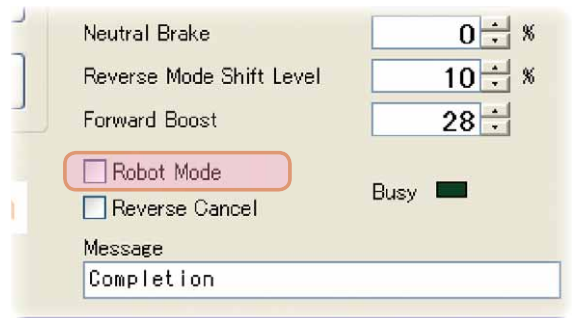 Neutral Brake 0 %
Reverse Mode Shift Level 10 %
Forward Boost 28
Robot Mode
Busy
Reverse Cancel
Message
Completion